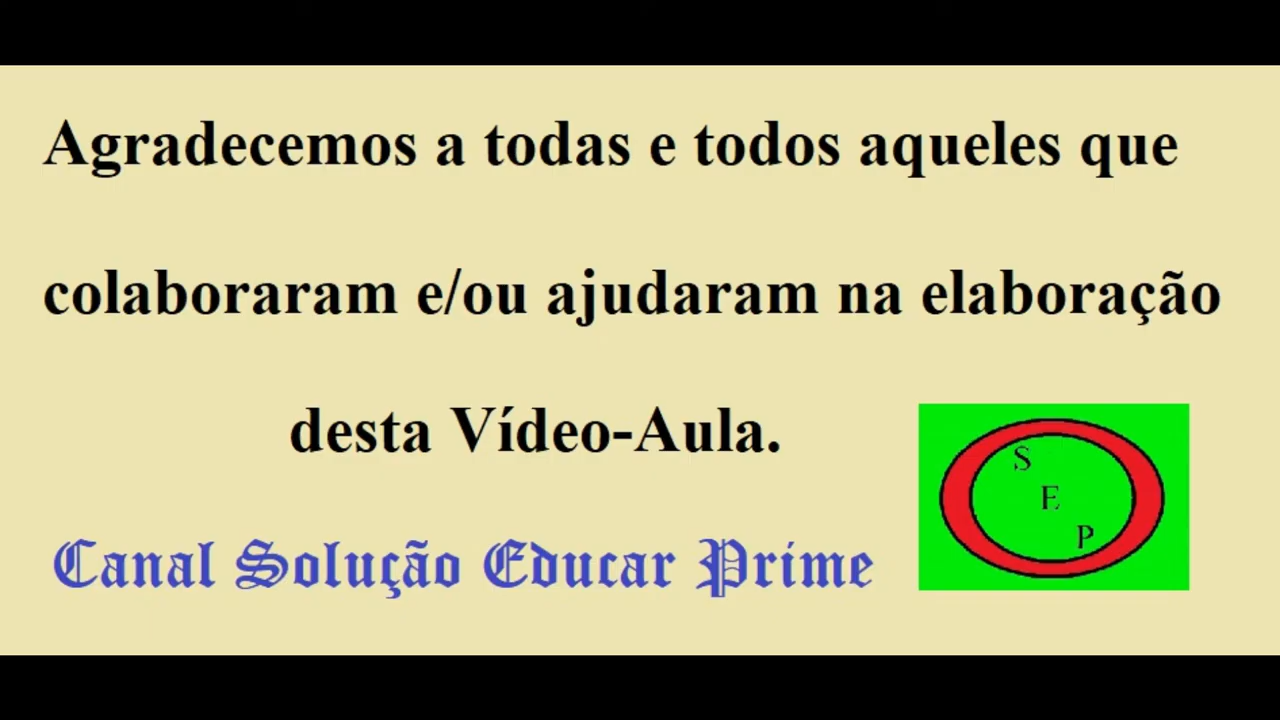 Agradecemos a todas e todos aqueles que
colaboraram e/ou ajudaram na elaboração
desta Vídeo-Aula.
Canal Solução Educar Prime
S
E
P